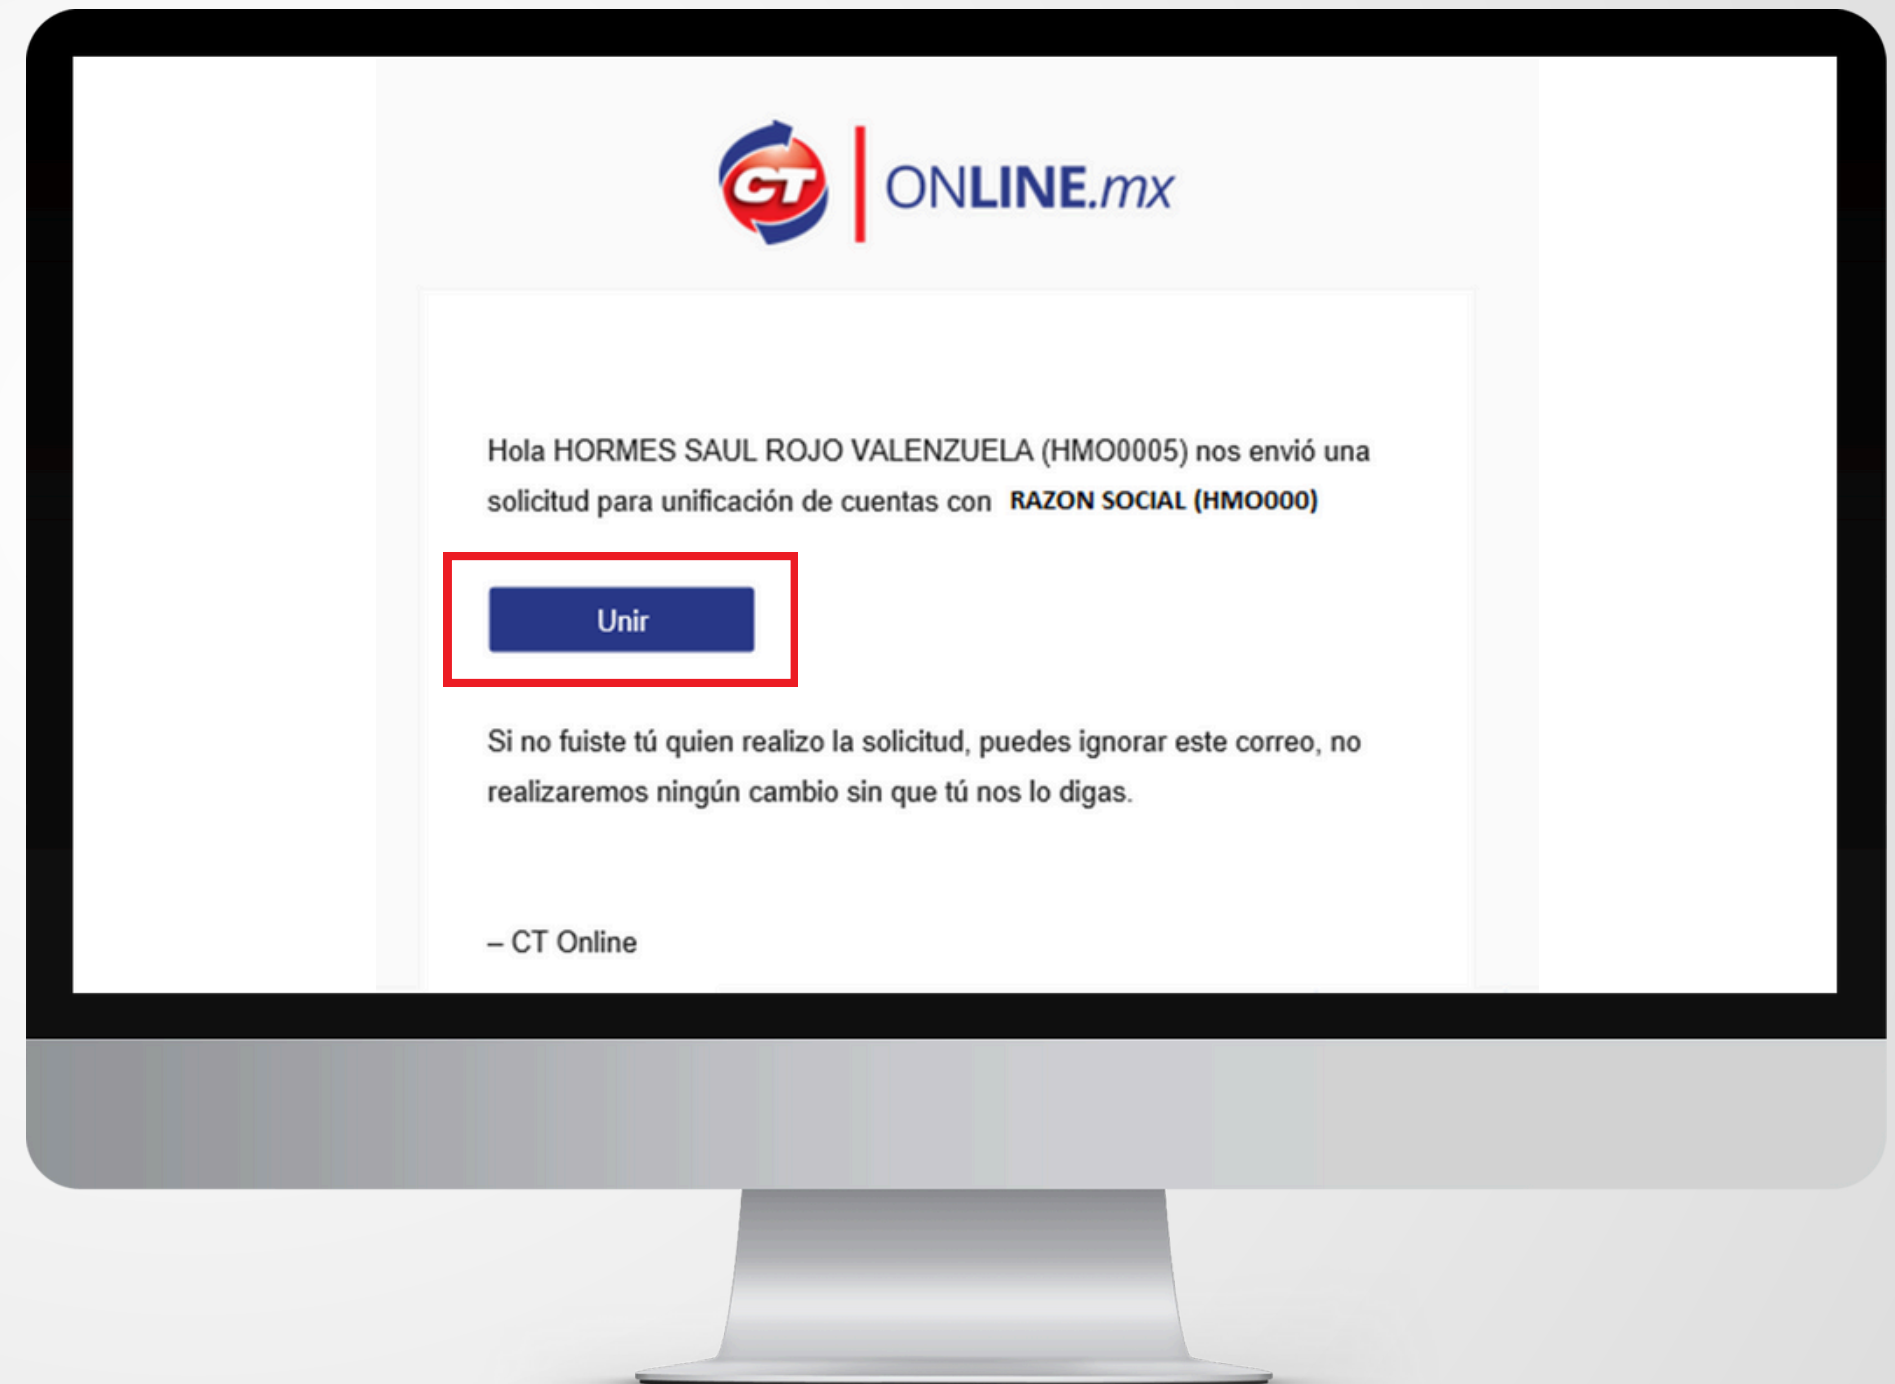 CT ONLINE.mx
Hola HORMES SAUL ROJO VALENZUELA (HMO0005) nos envió una
solicitud para unificación de cuentas con RAZON SOCIAL (HMO000)
Unir
Si no fuiste tú quien realizo la solicitud, puedes ignorar este correo, no
realizaremos ningún cambio sin que tú nos lo digas.
– CT Online